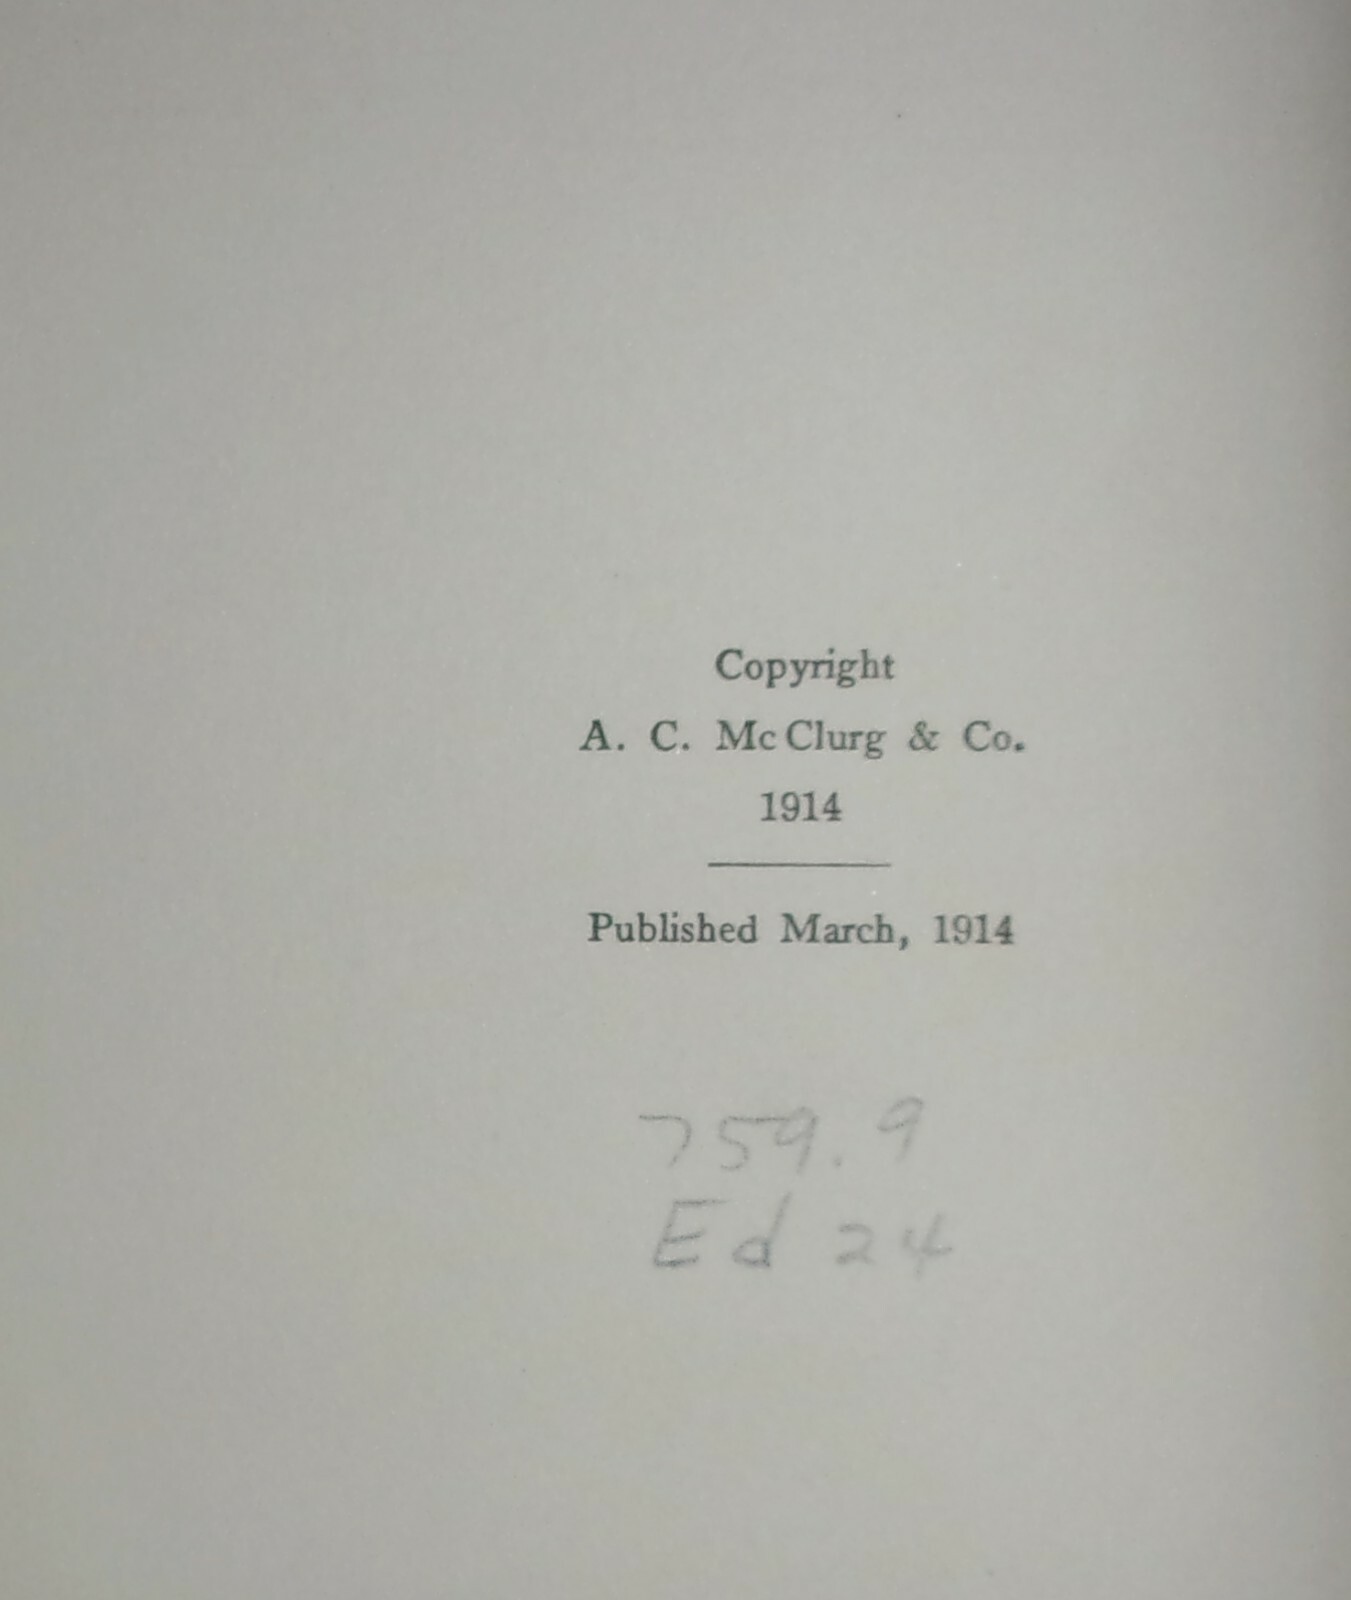 Copyright
A. C. McClurg & Co.
1914
Published March, 1914
759.9
Ed 24